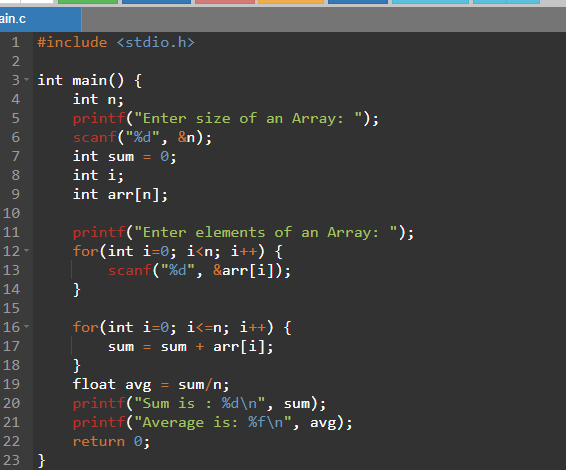 ain.c
1 #include <stdio.h>
2
3 int main() {
4     int n;
5     printf("Enter size of an Array: ");
6     scanf("%d", &n);
7     int sum = 0;
8     int i;
9     int arr[n];
10
11     printf("Enter elements of an Array: ");
12     for(int i=0; i<n; i++) {
13         scanf("%d", &arr[i]);
14     }
15
16     for(int i=0; i<=n; i++) {
17         sum = sum + arr[i];
18     }
19     float avg = sum/n;
20     printf("Sum is : %d\n", sum);
21     printf("Average is: %f\n", avg);
22     return 0;
23 }